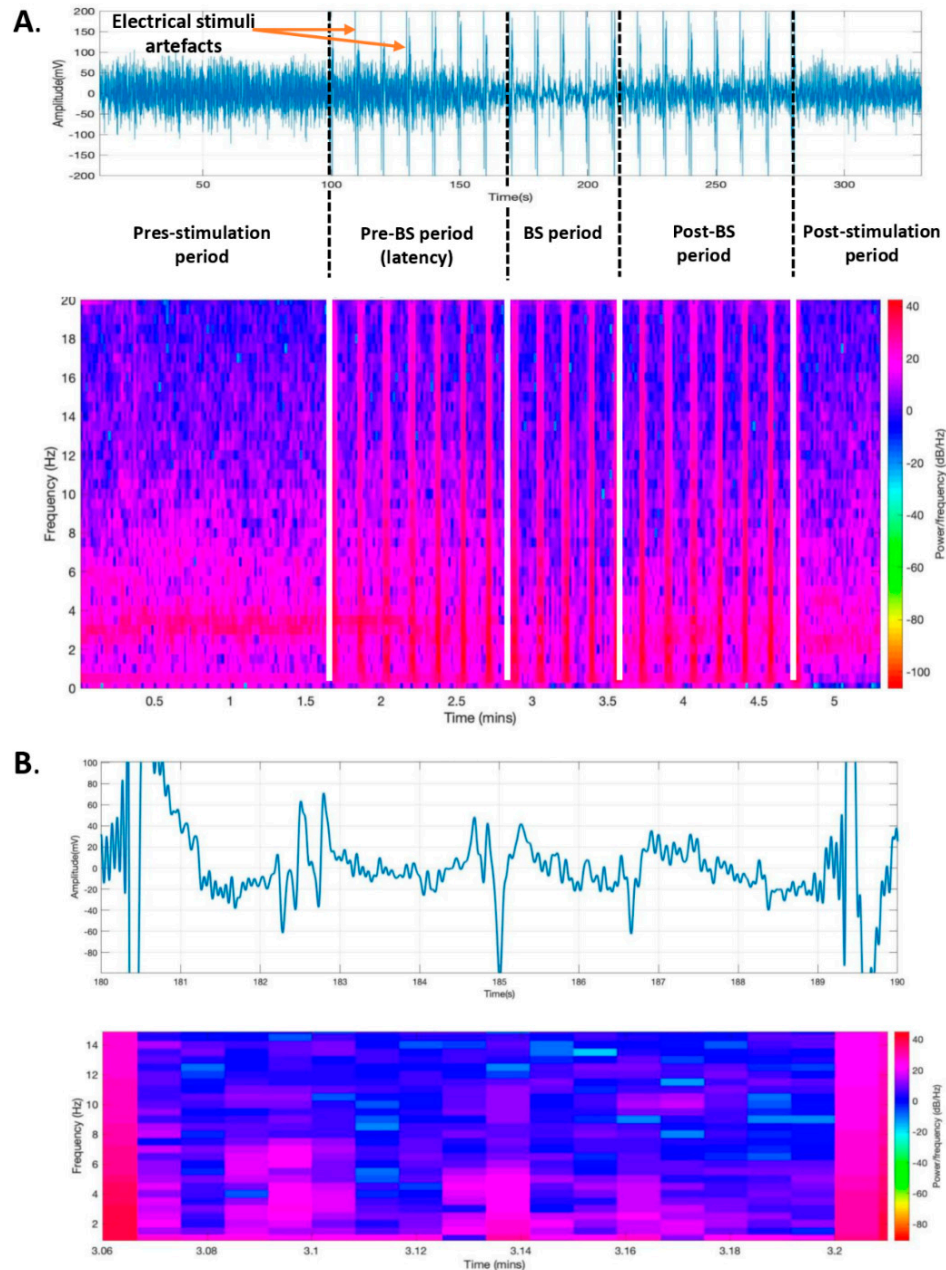 A.
Electrical stimuli
artefacts
200
150
100
50
0
-50
-100
-150
200
Amplitude(mV)
50 100 150 200 250 300
Time(s)
Pres-stimulation
period
Pre-BS period
(latency)
BS period
Post-BS
period
Post-stimulation
period
20
18
16
14
12
10
8
6
4
2
0
Frequency (Hz)
0.5 1 1.5 2 2.5 3 3.5 4 4.5 5
Time (mins)
40
20
0
-20
-40
-60
-80
-100
Power/frequency (dB/Hz)
B.
100
80
60
40
20
0
-20
-40
-60
-80
Amplitude(mV)
180 181 182 183 184 185 186 187 188 189 190
Time(s)
14
12
10
8
6
4
2
Frequency (Hz)
3.06 3.08 3.1 3.12 3.14 3.16 3.18 3.2
Time (mins)
40
20
0
-20
-40
-60
-80
Power/frequency (dB/Hz)